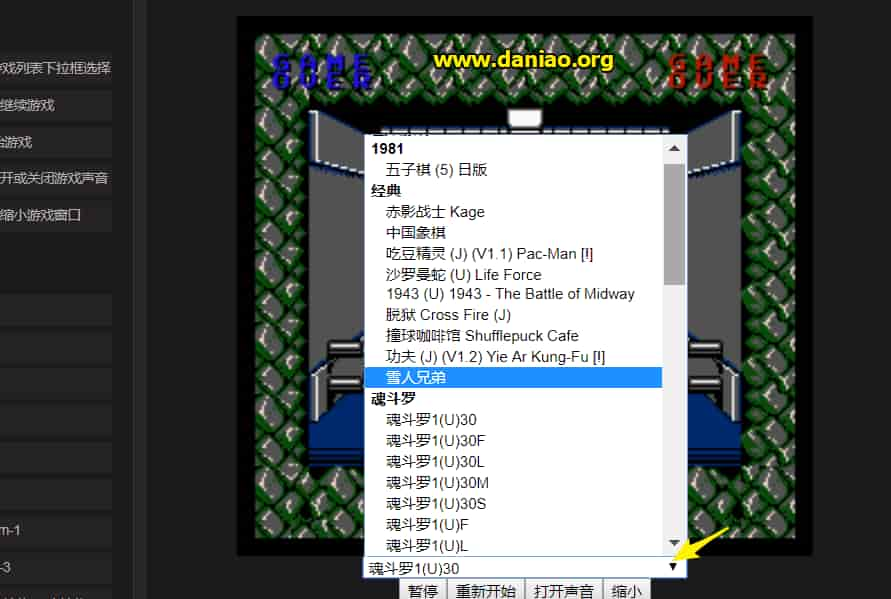 戏列表下拉框选择
继续游戏
始游戏
开或关闭游戏声音
缩小游戏窗口
m-1
-3
GAME
OVER
www.daniao.org
GAME
OVER
1981
五子棋 (5) 日版
经典
赤影战士 Kage
中国象棋
吃豆精灵 (J) (V1.1) Pac-Man [!]
沙罗曼蛇 (U) Life Force
1943 (U) 1943 - The Battle of Midway
脱狱 Cross Fire (J)
撞球咖啡馆 Shufflepuck Cafe
功夫 (J) (V1.2) Yie Ar Kung-Fu [!]
雪人兄弟
魂斗罗
魂斗罗1(U)30
魂斗罗1(U)30F
魂斗罗1(U)30L
魂斗罗1(U)30M
魂斗罗1(U)30S
魂斗罗1(U)F
魂斗罗1(U)L
魂斗罗1(U)30
暂停
重新开始
打开声音
缩小